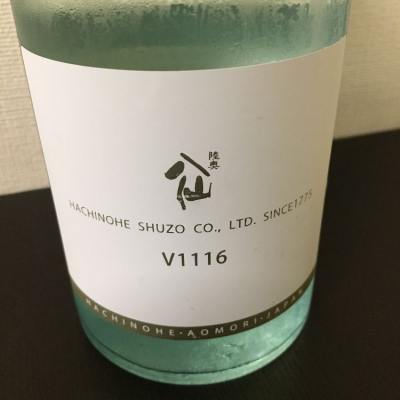 陸奥
八仙
HACHINOHE SHUZO CO., LTD. SINCE1775
V1116
HACHINOHE・AOMORI・JAPAN